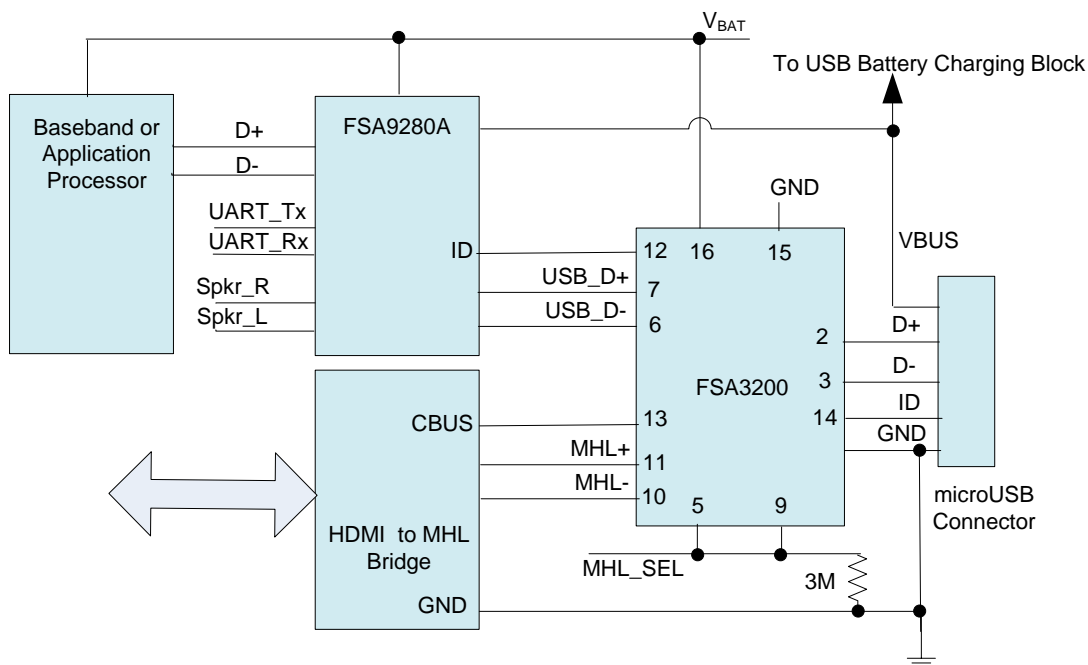 VBAT
To USB Battery Charging Block
Baseband or
Application
Processor
D+
D-
FSA9280A
UART_Tx
UART_Rx
Spkr_R
Spkr_L
ID
USB_D+
USB_D-
GND
12
16
15
7
6
VBUS
2
D+
3
D-
14
ID
GND
FSA3200
13
11
10
5
9
CBUS
MHL+
MHL-
HDMI to MHL
Bridge
GND
MHL_SEL
3M
microUSB
Connector